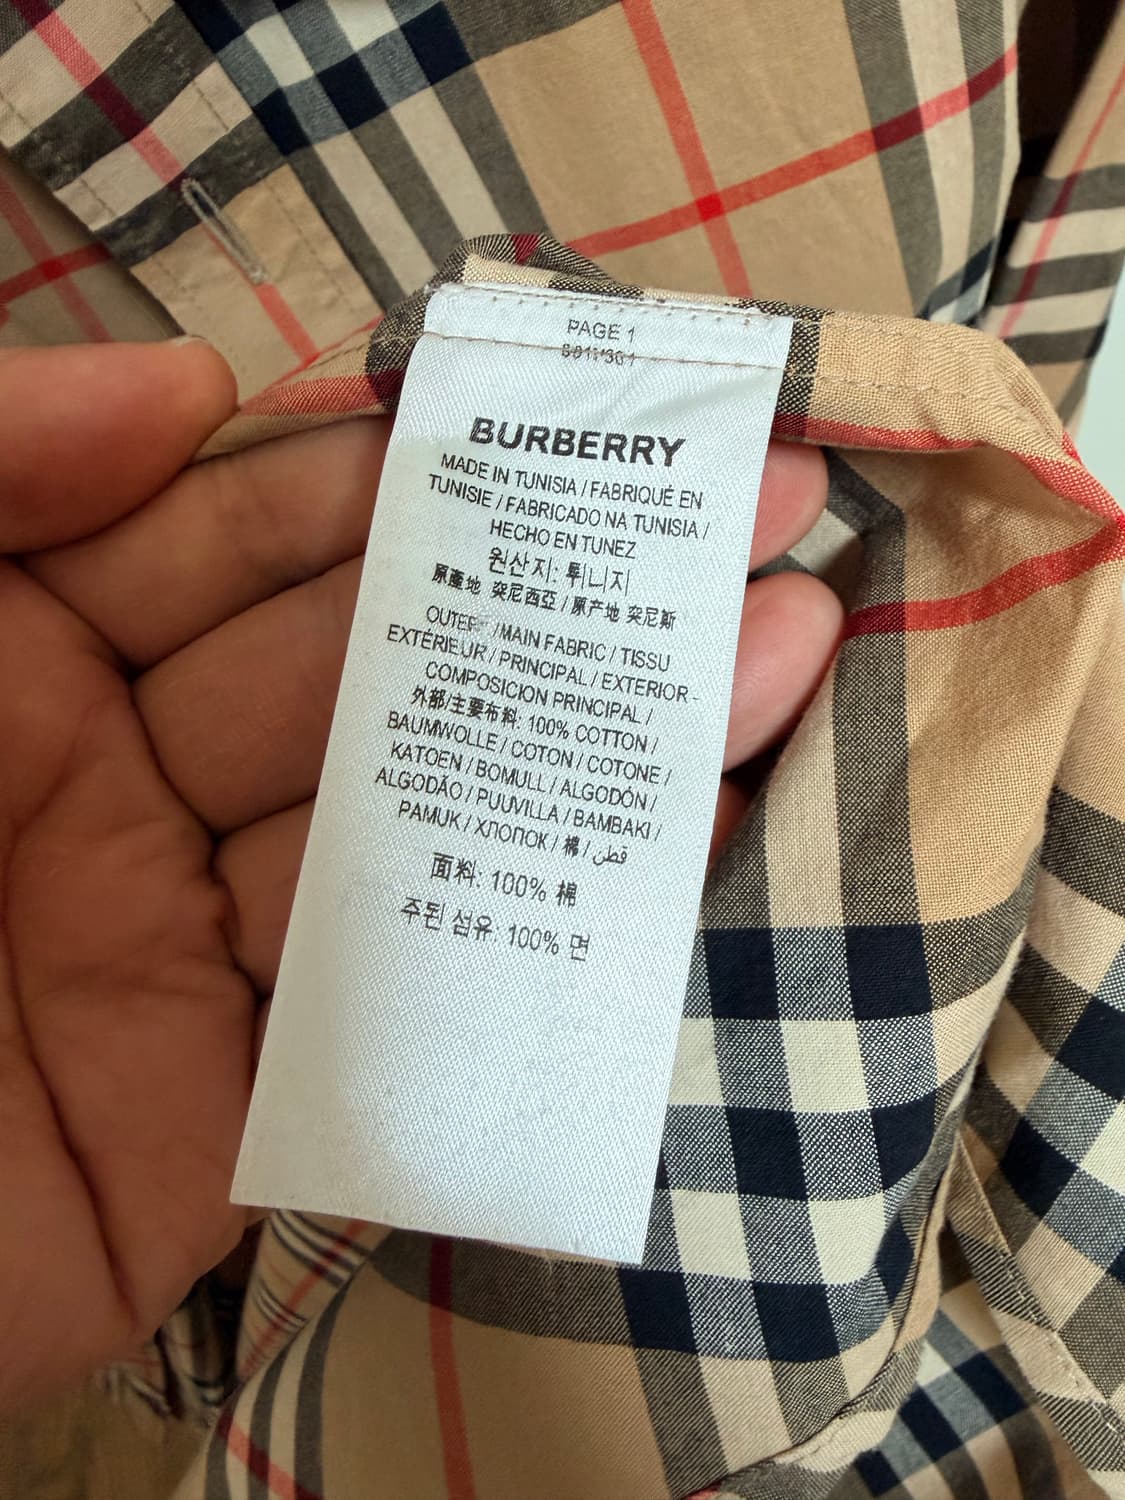 PAGE 1
BURBERRY
MADE IN TUNISIA / FABRIQUÉ EN
TUNISIE / FABRICADO NA TUNISIA /
HECHO EN TUNEZ
원산지: 튀니지
原產地 突尼西亞 / 原产地 突尼斯
/MAIN FABRIC / TISSU
EXTÉRIEUR / PRINCIPAL / EXTERIOR -
COMPOSICION PRINCIPAL /
外部/主要布料: 100% COTTON /
BAUMWOLLE / COTON / COTONE /
KATOEN / BOMULL / ALGODÓN /
ALGODÃO / PUUVILLA / BAMBAKI /
PAMUK / ХЛОПОК / 棉 / قطن
面料: 100% 棉
주된 섬유: 100% 면